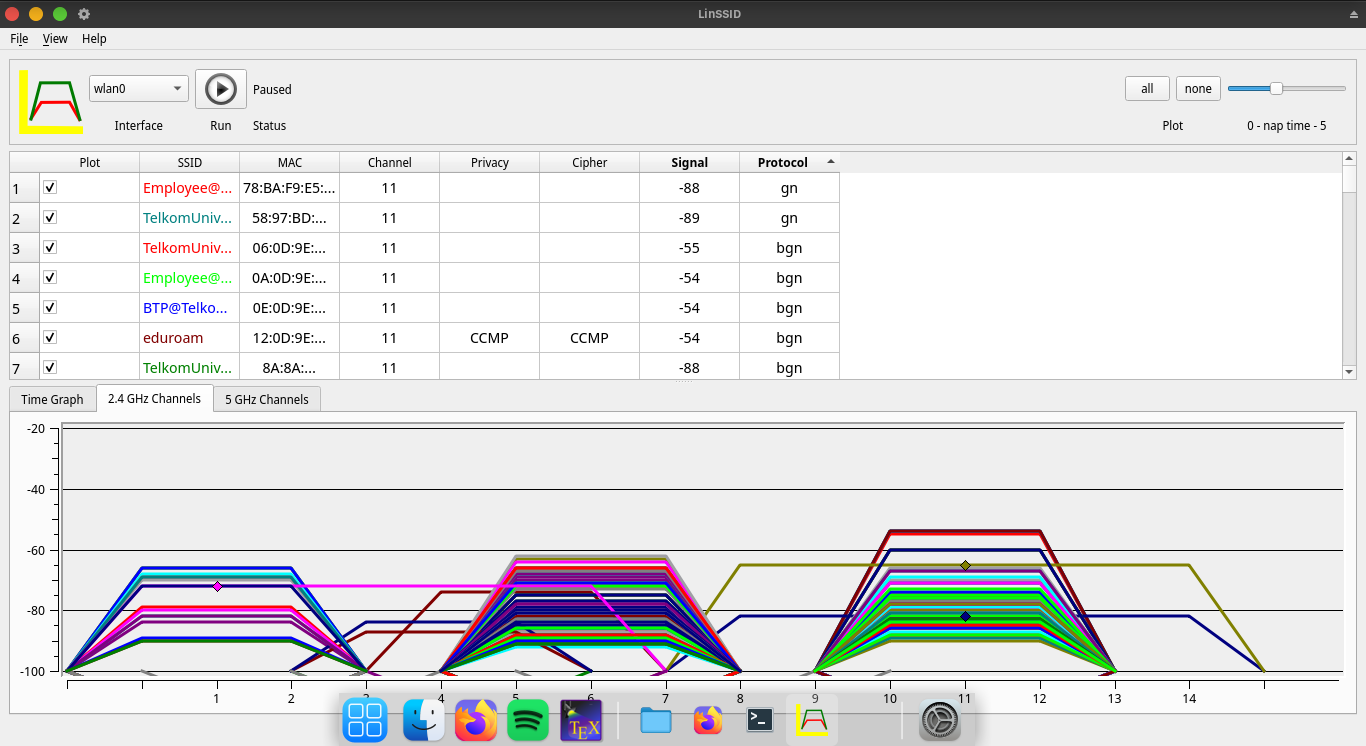 LinSSID
File View Help
wlan0 Paused all none
Interface Run Status Plot 0 - nap time - 5
Plot SSID MAC Channel Privacy Cipher Signal Protocol
1 Employee@... 78:BA:F9:E5:... 11 -88 gn
2 TelkomUniv... 58:97:BD:... 11 -89 gn
3 TelkomUniv... 06:0D:9E:... 11 -55 bgn
4 Employee@... 0A:0D:9E:... 11 -54 bgn
5 BTP@Telko... 0E:0D:9E:... 11 -54 bgn
6 eduroam 12:0D:9E:... 11 CCMP CCMP -54 bgn
7 TelkomUniv... 8A:8A:... 11 -88 bgn
Time Graph 2.4 GHz Channels 5 GHz Channels
-20
-40
-60
-80
-100
1 2 3 4 5 6 7 8 9 10 11 12 13 14
TEX >_